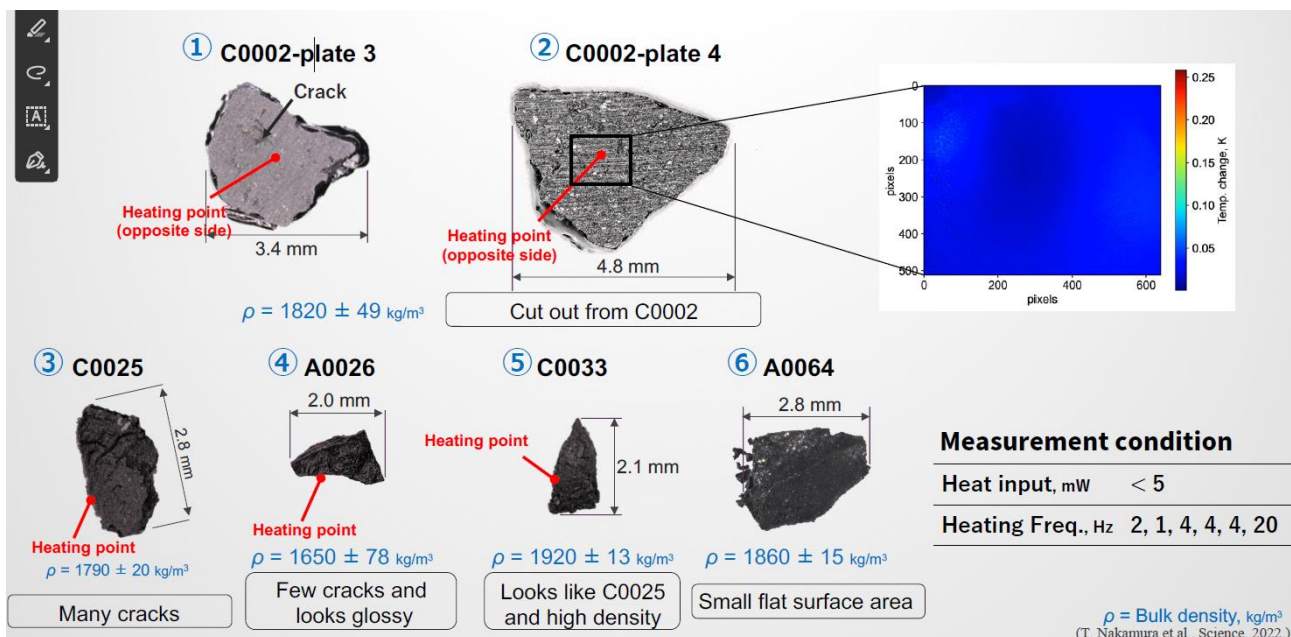 ① C0002-plate 3
Crack
Heating point
(opposite side)
3.4 mm
ρ = 1820 ± 49 kg/m³
② C0002-plate 4
Heating point
(opposite side)
4.8 mm
Cut out from C0002
0
100
200
300
400
500
pixels
0
200
400
600
pixels
0.25
0.20
0.15
0.10
0.05
Temp. change, K
③ C0025
2.8 mm
Heating point
ρ = 1790 ± 20 kg/m³
Many cracks
④ A0026
2.0 mm
Heating point
ρ = 1650 ± 78 kg/m³
Few cracks and
looks glossy
⑤ C0033
Heating point
2.1 mm
ρ = 1920 ± 13 kg/m³
Looks like C0025
and high density
⑥ A0064
2.8 mm
ρ = 1860 ± 15 kg/m³
Small flat surface area
Measurement condition
Heat input, mW < 5
Heating Freq., Hz 2, 1, 4, 4, 4, 20
ρ = Bulk density, kg/m³
(T. Nakamura et al., Science, 2022.)
A